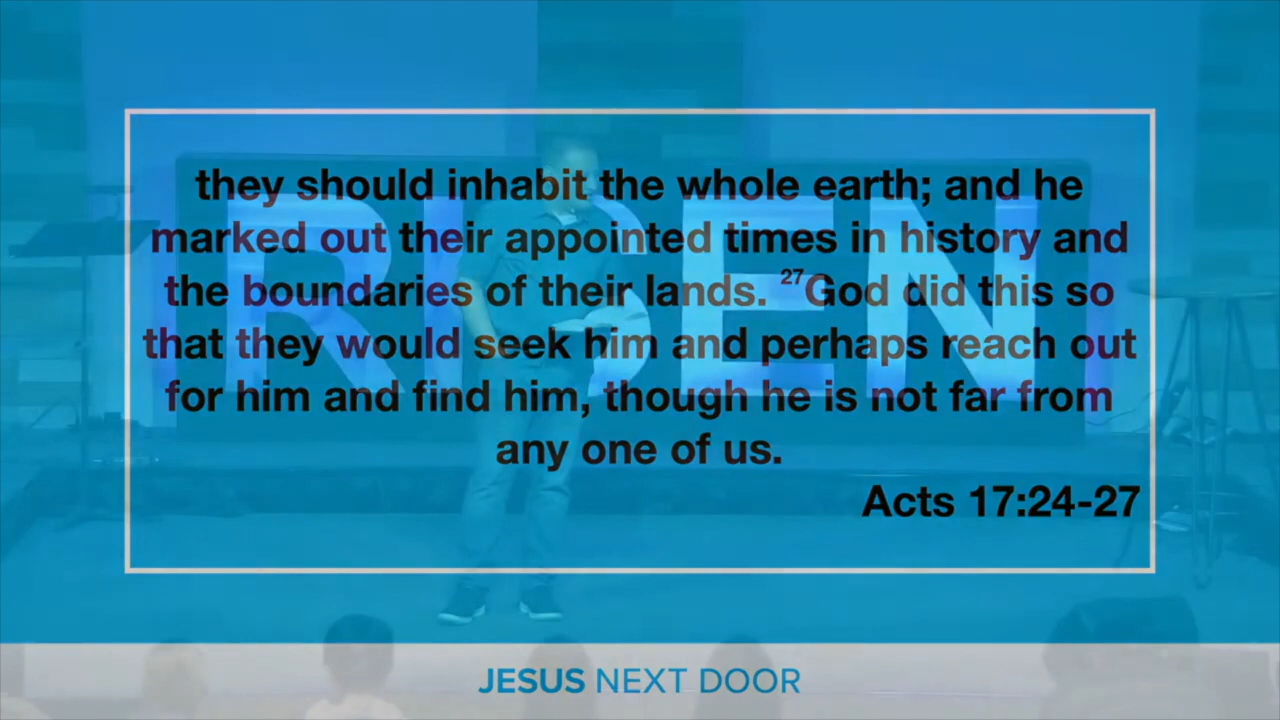 they should inhabit the whole earth; and he
marked out their appointed times in history and
the boundaries of their lands. ²⁷God did this so
that they would seek him and perhaps reach out
for him and find him, though he is not far from
any one of us.
Acts 17:24-27
RISEN
JESUS NEXT DOOR